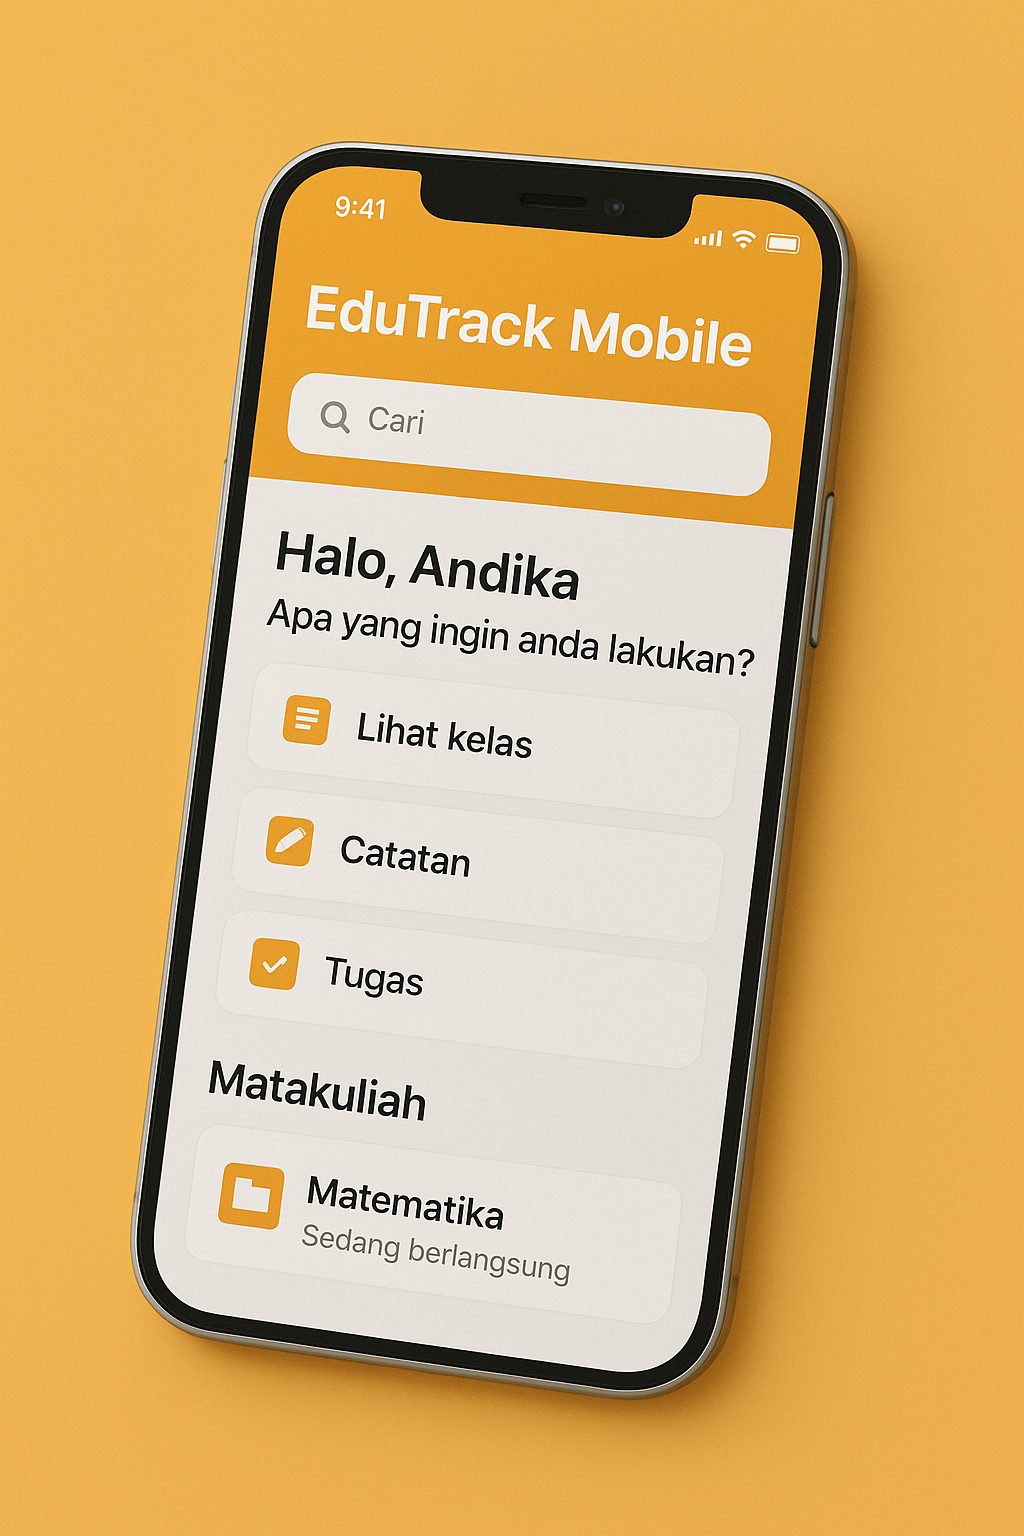 9:41
EduTrack Mobile
Cari
Halo, Andika
Apa yang ingin anda lakukan?
Lihat kelas
Catatan
Tugas
Matakuliah
Matematika
Sedang berlangsung